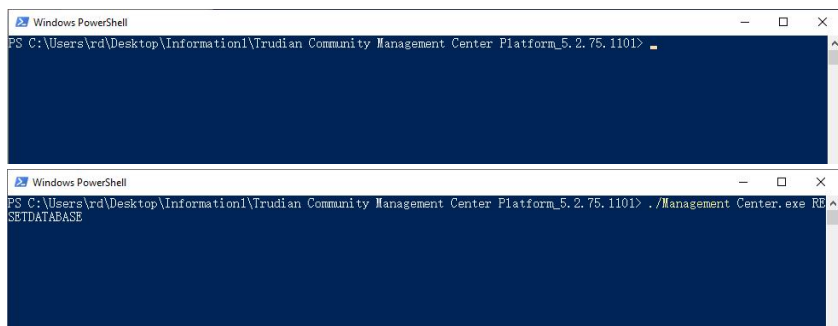 Windows PowerShell
PS C:\Users\rd\Desktop\Information1\Trudian Community Management Center Platform_5.2.75.1101>
Windows PowerShell
PS C:\Users\rd\Desktop\Information1\Trudian Community Management Center Platform_5.2.75.1101> ./Management Center.exe RE
SETDATABASE